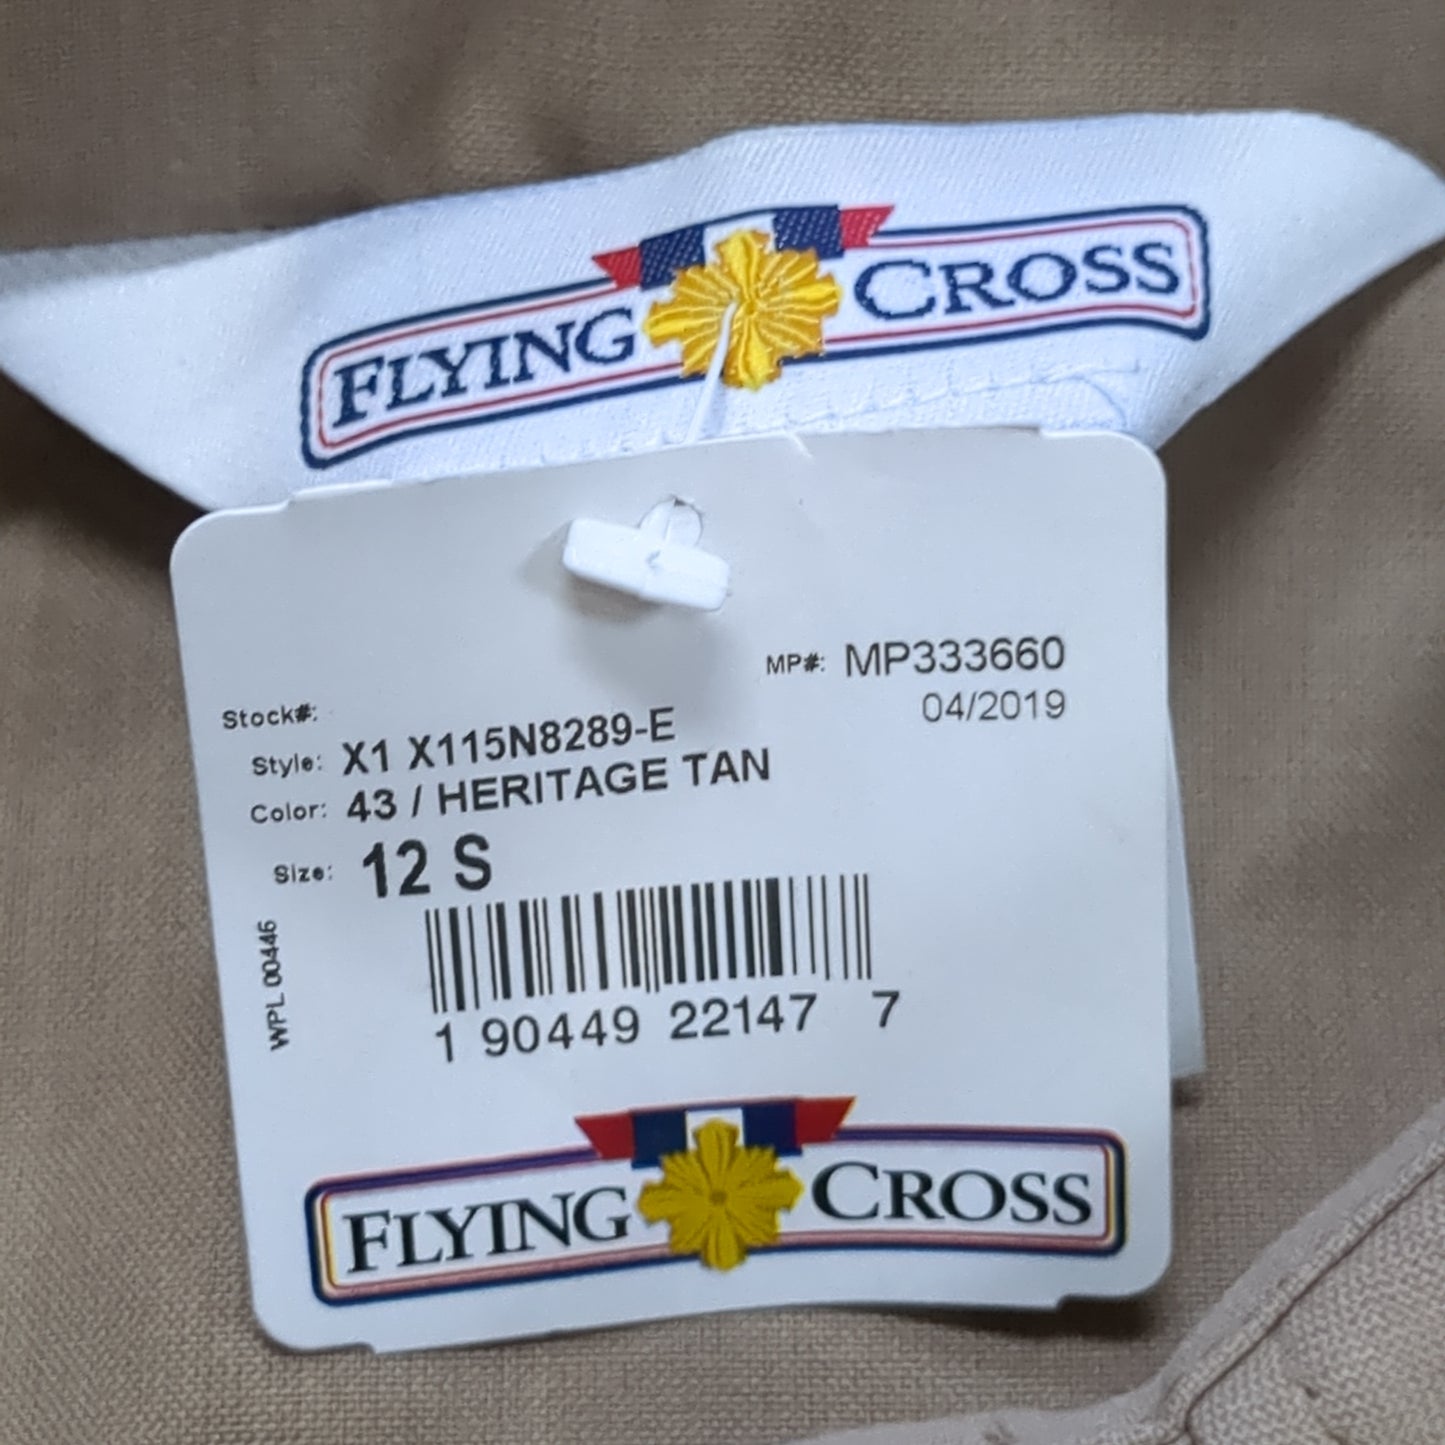 FLYING CROSS
MP#: MP333660
04/2019
Stock#:
Style: X1 X115N8289-E
Color: 43 / HERITAGE TAN
Size: 12 S
WPL 00446
1 90449 22147 7
FLYING CROSS